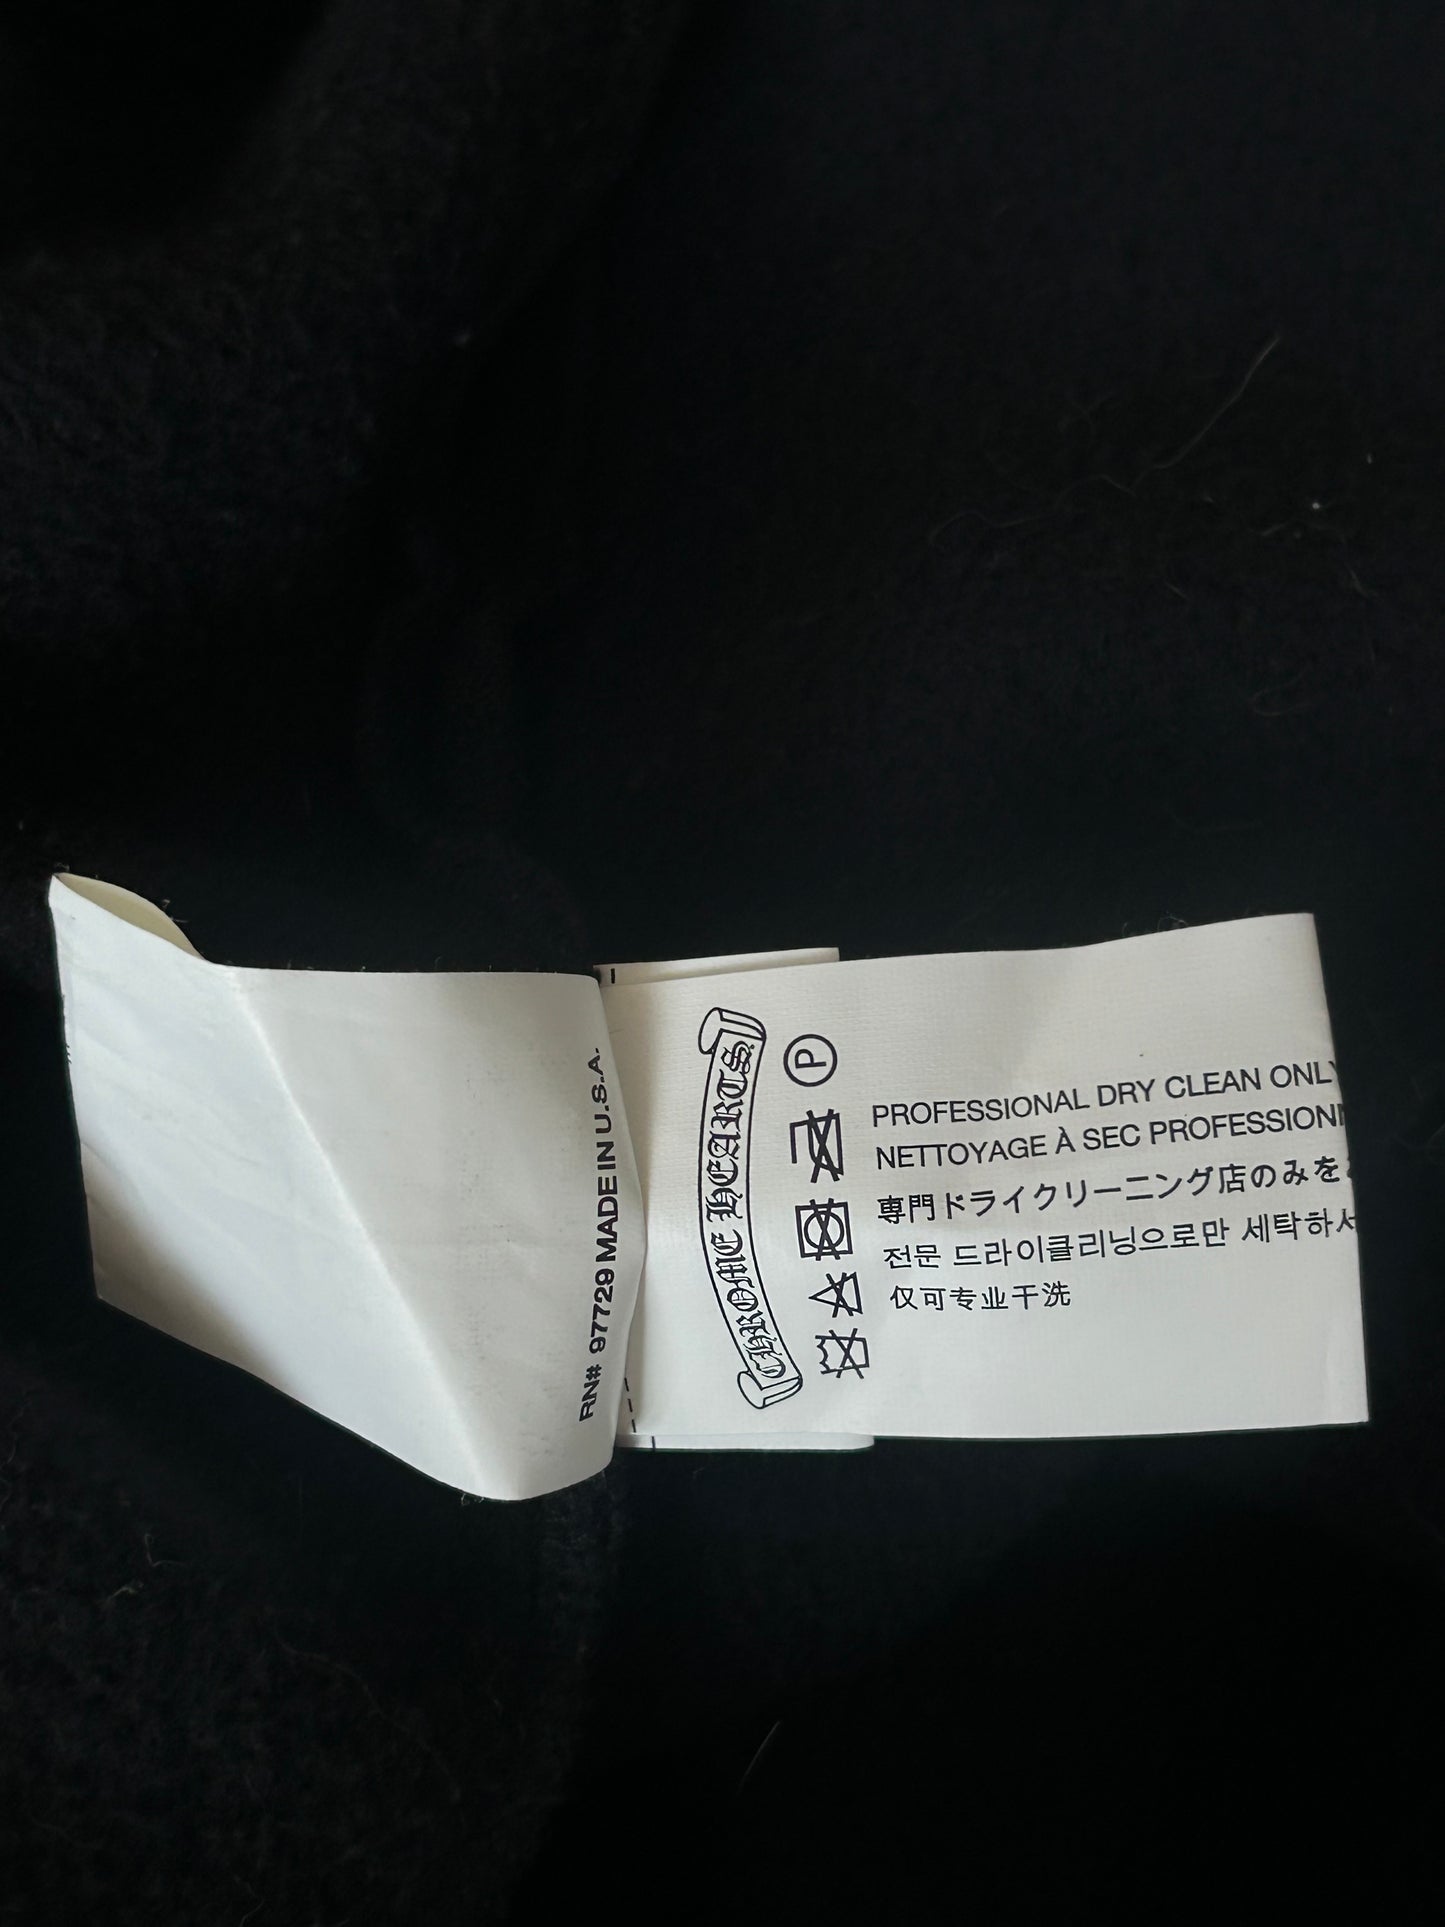 RN# 97729 MADE IN U.S.A.
CHROME HEARTS
P
PROFESSIONAL DRY CLEAN ONLY
NETTOYAGE À SEC PROFESSIONN
専門ドライクリーニング店のみを
전문 드라이클리닝으로만 세탁하
仅可专业干洗